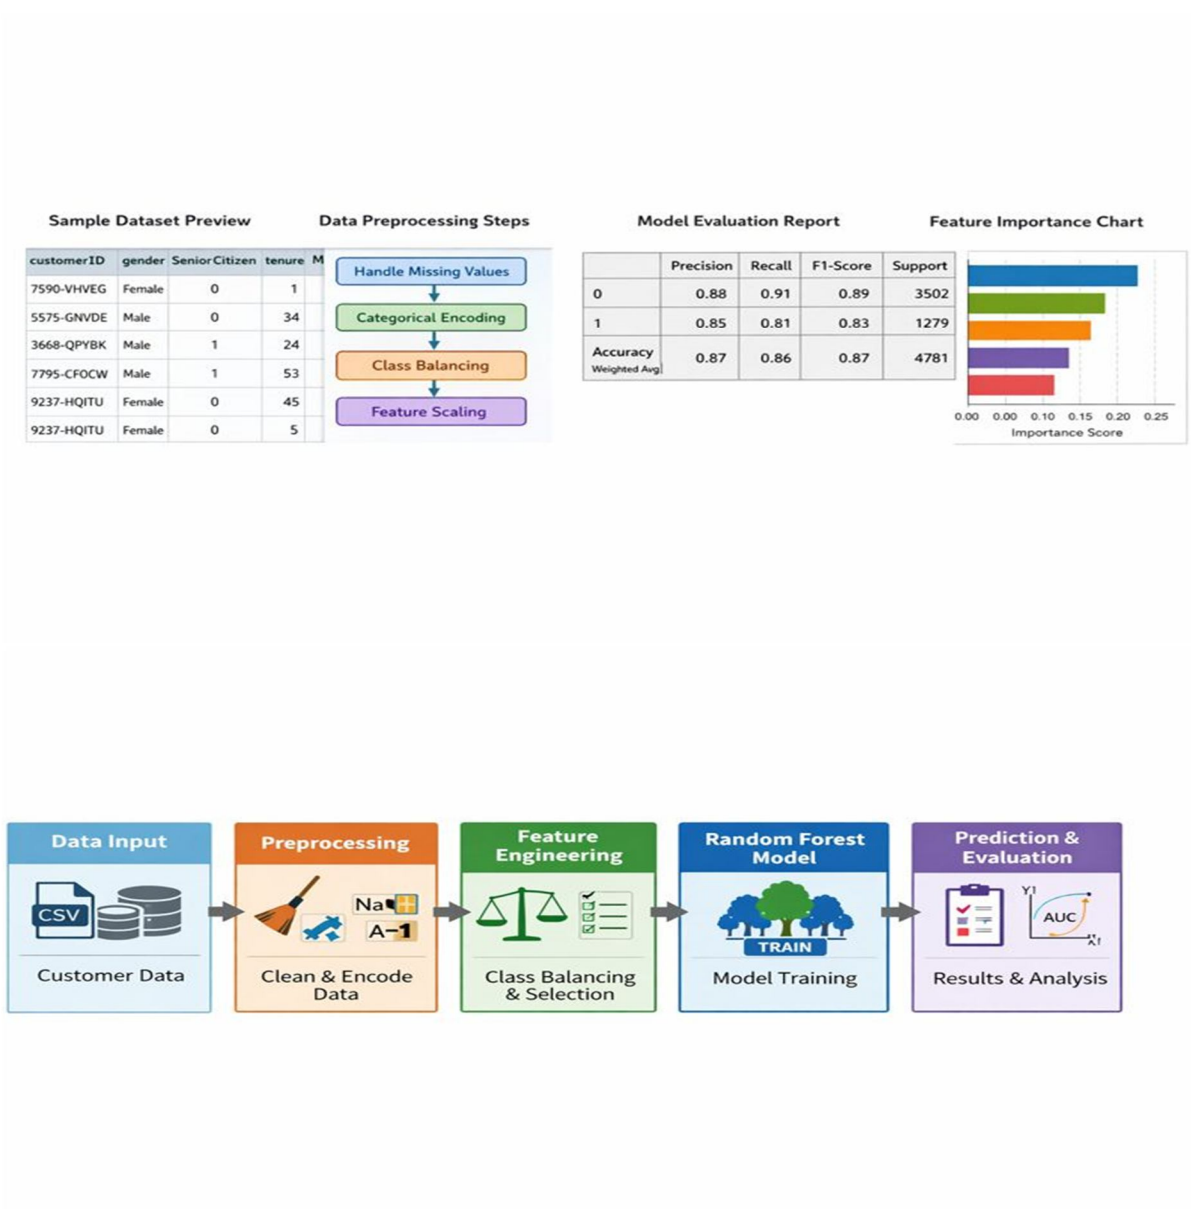 Sample Dataset Preview
customerID gender SeniorCitizen tenure M
7590-VHVEG Female 0 1
5575-GNVDE Male 0 34
3668-QPYBK Male 1 24
7795-CFOCW Male 1 53
9237-HQITU Female 0 45
9237-HQITU Female 0 5
Data Preprocessing Steps
Handle Missing Values
Categorical Encoding
Class Balancing
Feature Scaling
Model Evaluation Report
Precision Recall F1-Score Support
0 0.88 0.91 0.89 3502
1 0.85 0.81 0.83 1279
Accuracy
Weighted Avg
0.87 0.86 0.87 4781
Feature Importance Chart
0.00 0.00 0.10 0.15 0.20 0.25
Importance Score
Data Input
CSV
Customer Data
Preprocessing
Na
A-1
Clean & Encode
Data
Feature
Engineering
Class Balancing
& Selection
Random Forest
Model
TRAIN
Model Training
Prediction &
Evaluation
Y1
AUC
Results & Analysis